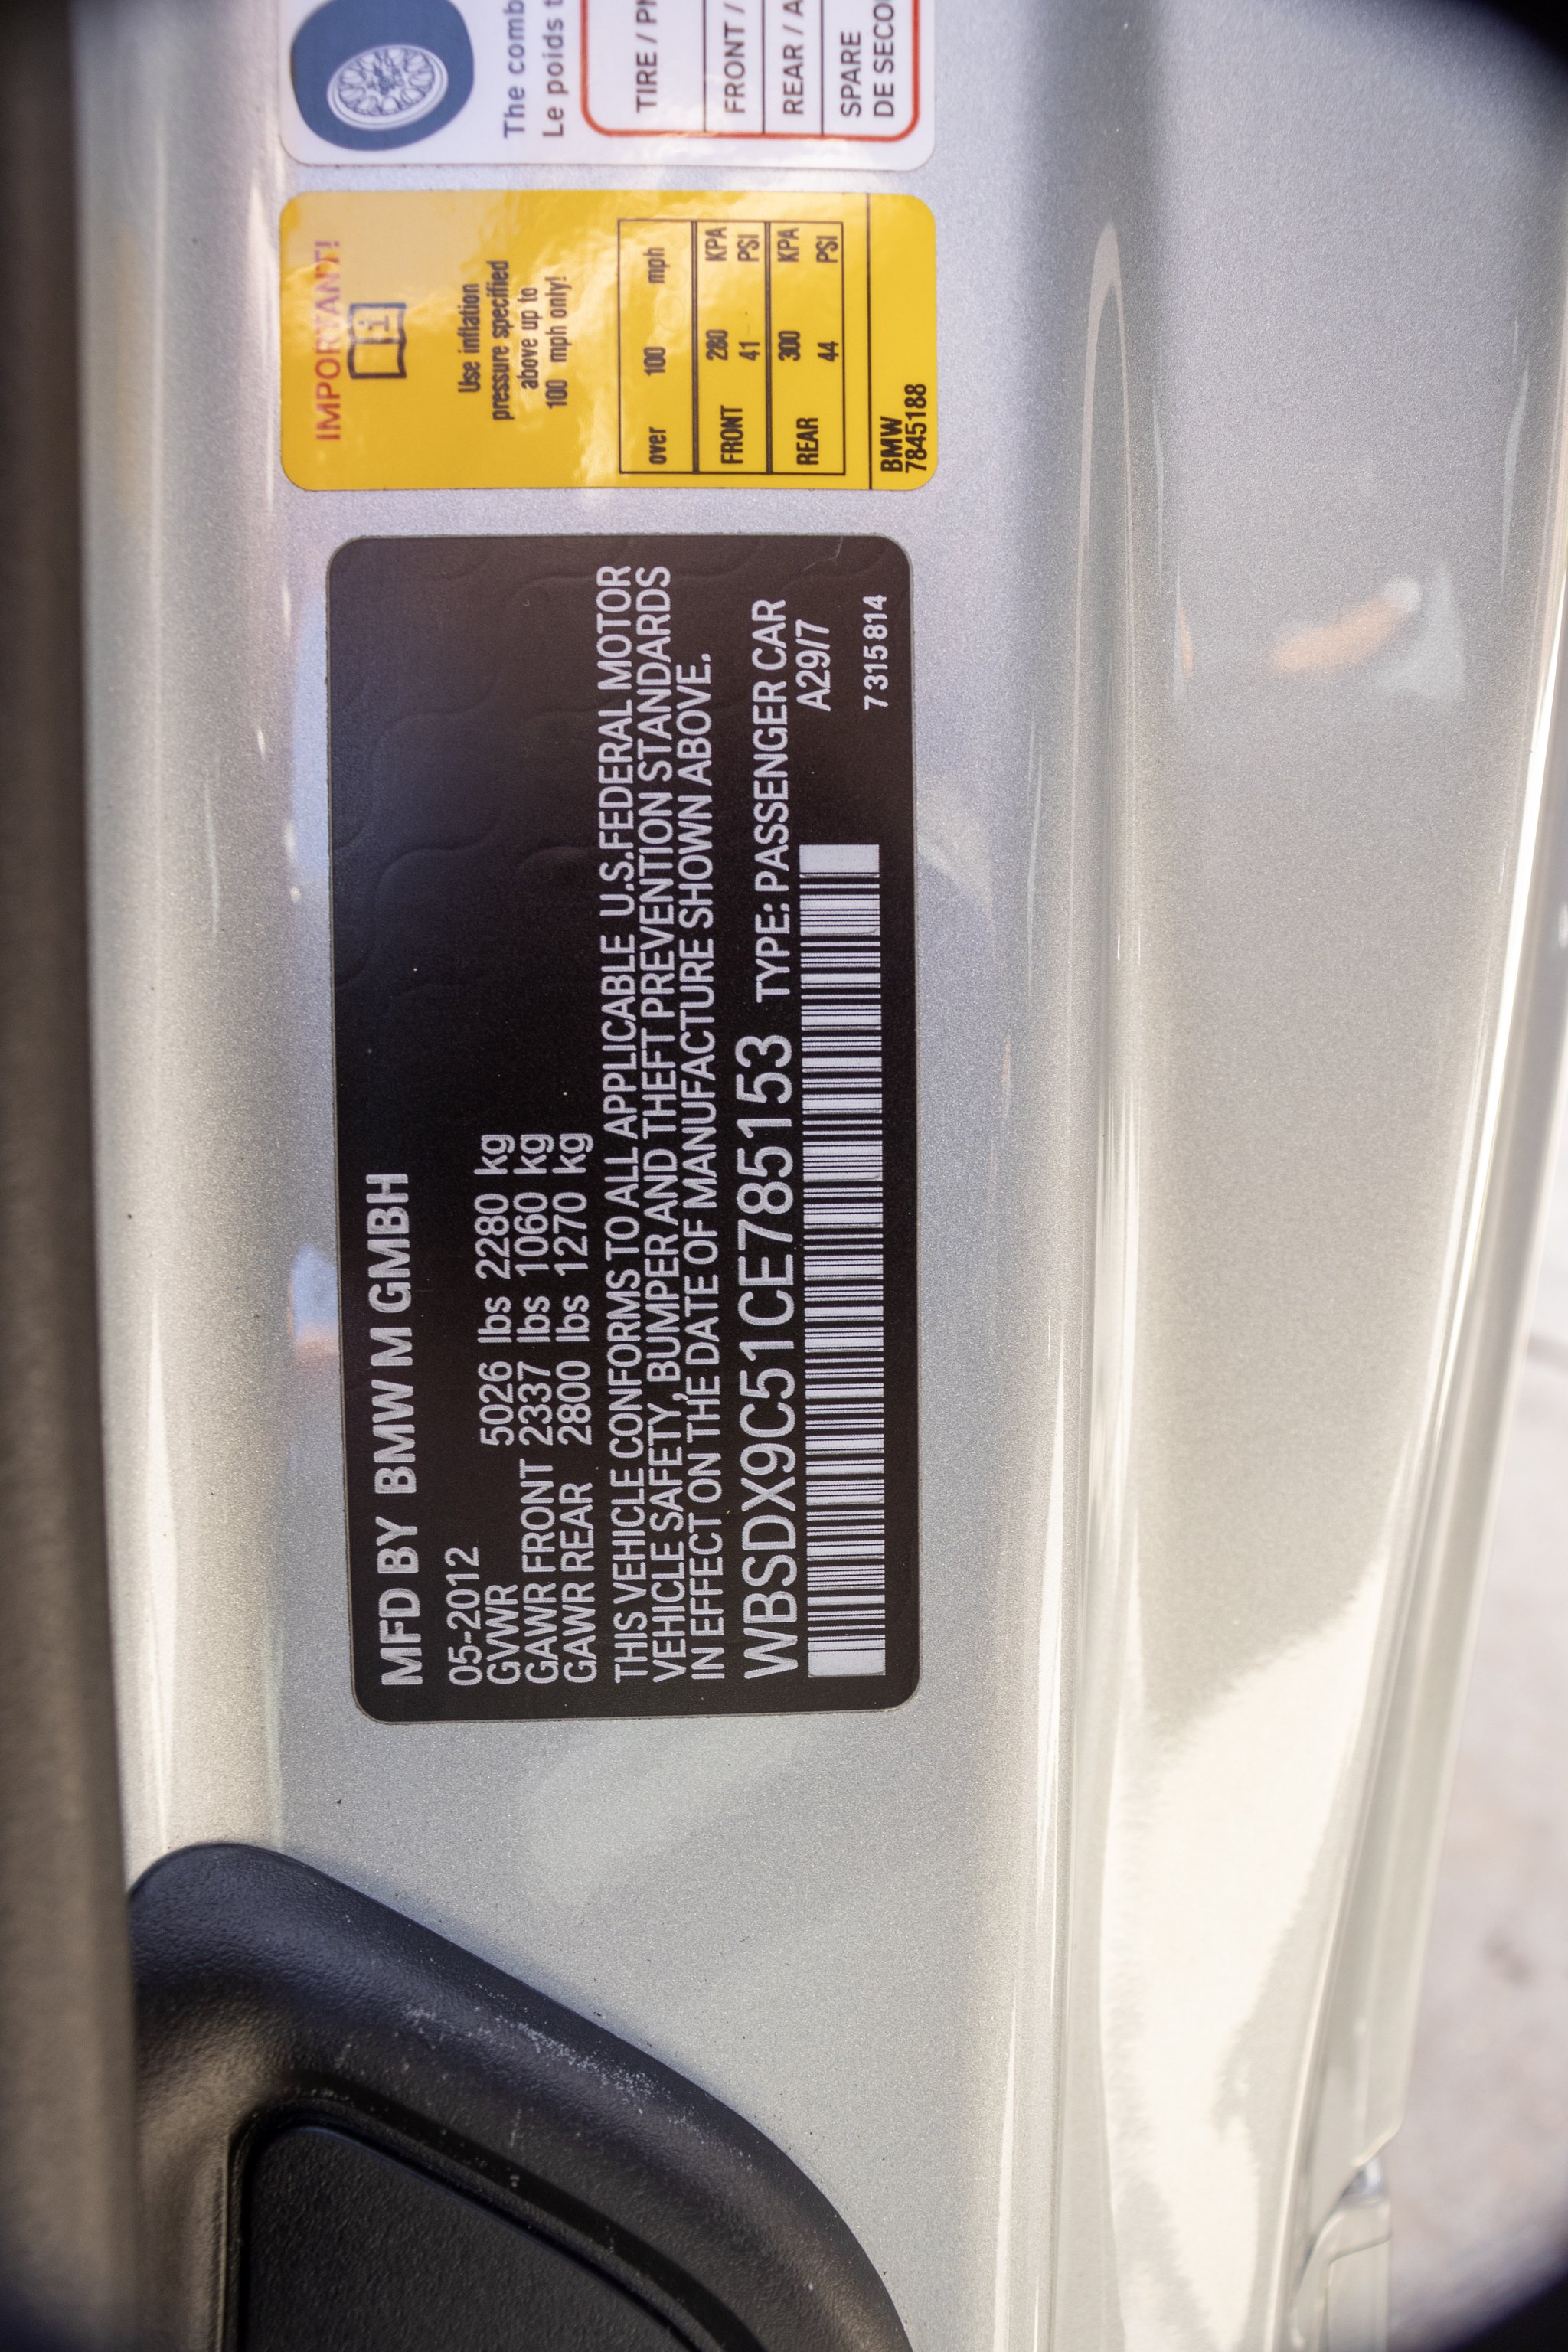 The comb
Le poids t
TIRE / P
FRONT /
REAR / A
SPARE
DE SECO
IMPORTANT!
i
Use inflation
pressure specified
above up to
100 mph only!
over 100 mph
FRONT 280 KPA
41 PSI
REAR 300 KPA
44 PSI
BMW
7845188
MFD BY BMW M GMBH
05-2012
GVWR 5026 lbs 2280 kg
GAWR FRONT 2337 lbs 1060 kg
GAWR REAR 2800 lbs 1270 kg
THIS VEHICLE CONFORMS TO ALL APPLICABLE U.S.FEDERAL MOTOR
VEHICLE SAFETY, BUMPER AND THEFT PREVENTION STANDARDS
IN EFFECT ON THE DATE OF MANUFACTURE SHOWN ABOVE.
WBSDX9C51CE785153 TYPE: PASSENGER CAR
A29/7
7 315 814